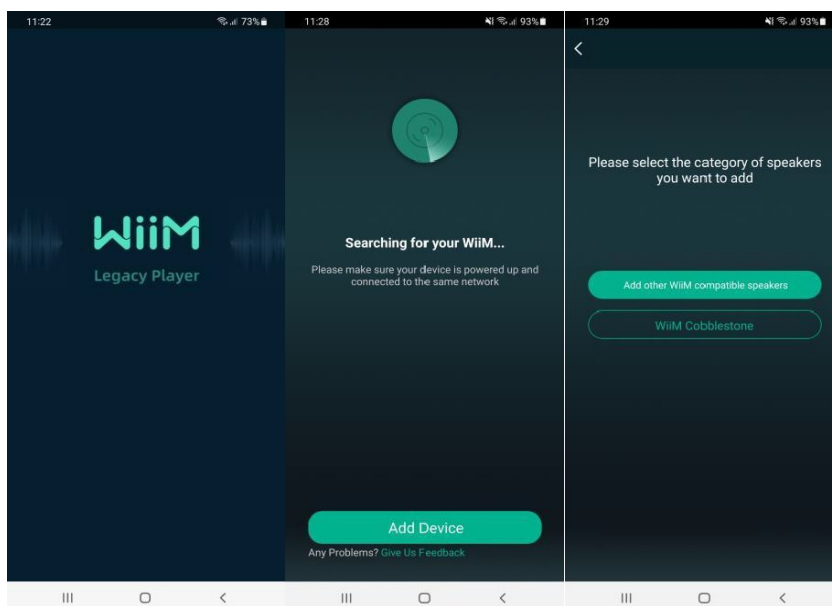 11:22
73%
WiiM
Legacy Player
11:28
93%
Searching for your WiiM...
Please make sure your device is powered up and
connected to the same network
Add Device
Any Problems? Give Us Feedback
11:29
93%
Please select the category of speakers
you want to add
Add other WiiM compatible speakers
WiiM Cobblestone